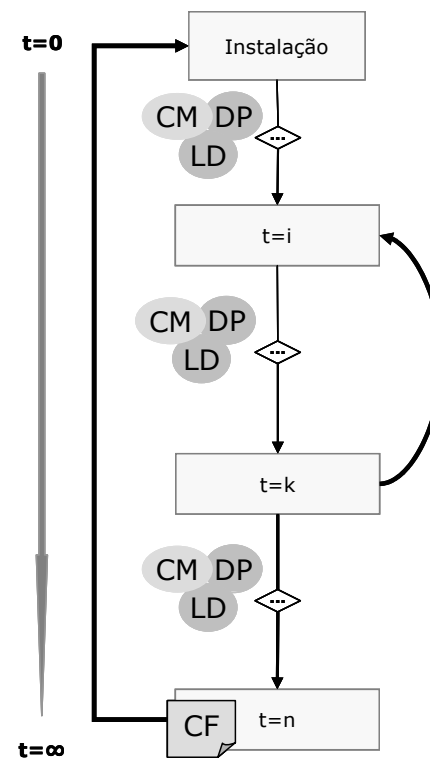 t=0
Instalação
CM DP
LD
...
t=i
CM DP
LD
...
t=k
CM DP
LD
...
CF
t=n
t=∞